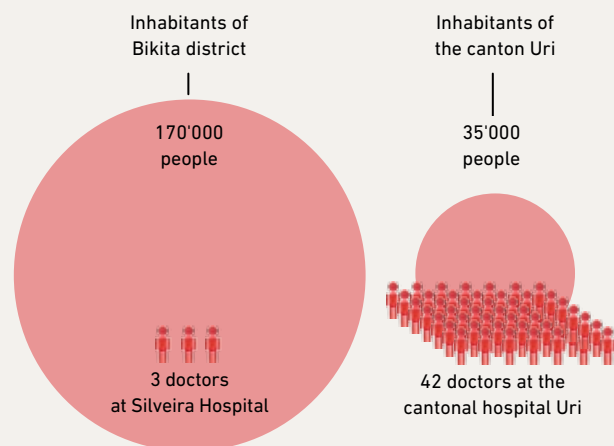 Inhabitants of
Bikita district
170'000
people
3 doctors
at Silveira Hospital
Inhabitants of
the canton Uri
35'000
people
42 doctors at the
cantonal hospital Uri